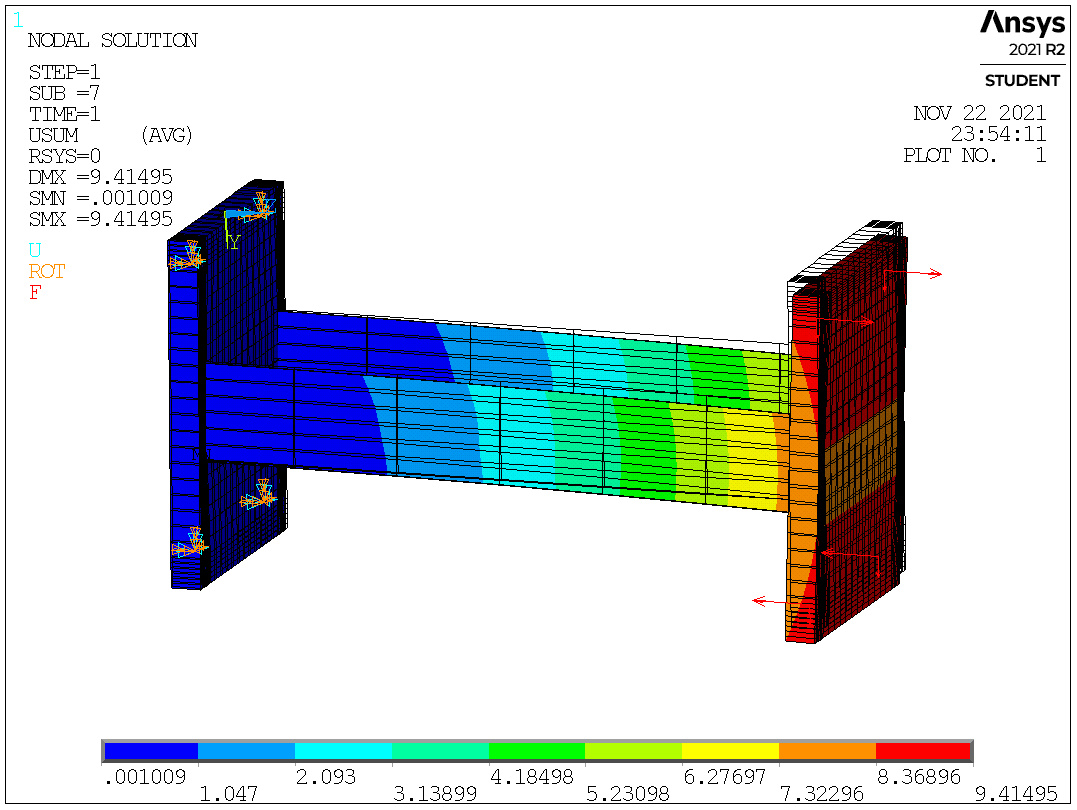 1
NODAL SOLUTION
STEP=1
SUB =7
TIME=1
USUM (AVG)
RSYS=0
DMX =9.41495
SMN =.001009
SMX =9.41495
U
ROT
F
Ansys
2021 R2
STUDENT
NOV 22 2021
23:54:11
PLOT NO. 1
Y
.001009 2.093 4.18498 6.27697 8.36896
1.047 3.13899 5.23098 7.32296 9.41495